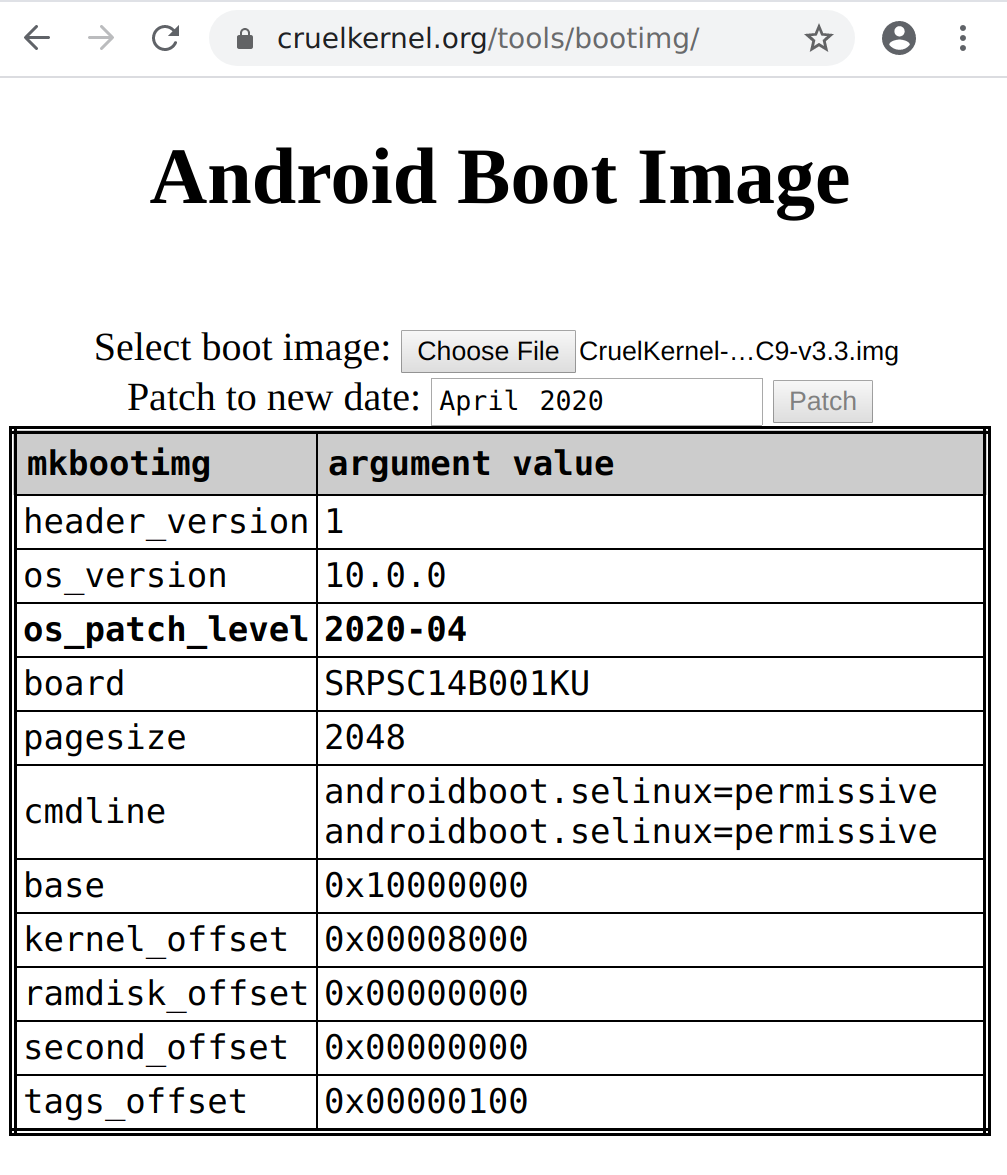 cruelkernel.org/tools/bootimg/
Android Boot Image
Select boot image: Choose File CruelKernel-...C9-v3.3.img
Patch to new date: April 2020 Patch
mkbootimg argument value
header_version 1
os_version 10.0.0
os_patch_level 2020-04
board SRPSC14B001KU
pagesize 2048
cmdline androidboot.selinux=permissive
androidboot.selinux=permissive
base 0x10000000
kernel_offset 0x00008000
ramdisk_offset 0x00000000
second_offset 0x00000000
tags_offset 0x00000100